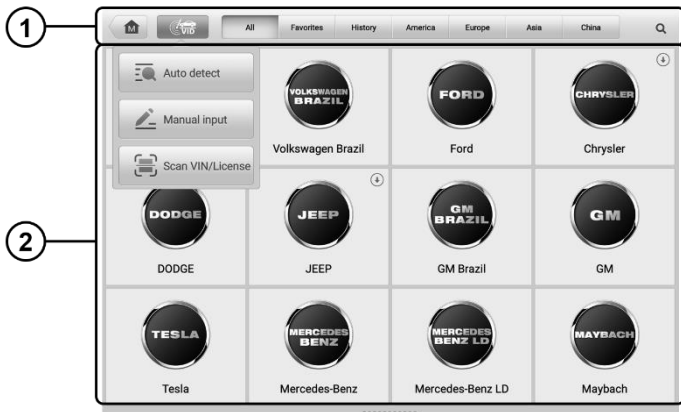 1
M
VID
All
Favorites
History
America
Europe
Asia
China
2
Auto detect
Manual input
Scan VIN/License
VOLKSWAGEN
BRAZIL
Volkswagen Brazil
FORD
Ford
CHRYSLER
Chrysler
DODGE
DODGE
JEEP
JEEP
GM
BRAZIL
GM Brazil
GM
GM
TESLA
Tesla
MERCEDES
BENZ
Mercedes-Benz
MERCEDES
BENZ LD
Mercedes-Benz LD
MAYBACH
Maybach